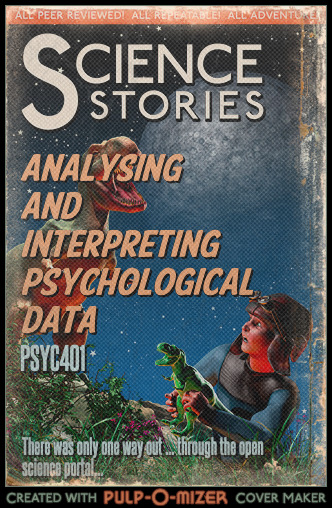 ALL PEER REVIEWED! ALL REPEATABLE! ALL ADVENTURE!
SCIENCE
STORIES
ANALYSING
AND
INTERPRETING
PSYCHOLOGICAL
DATA
PSYC401
There was only one way out ... through the open
science portal...
CREATED WITH PULP-O-MIZER COVER MAKER